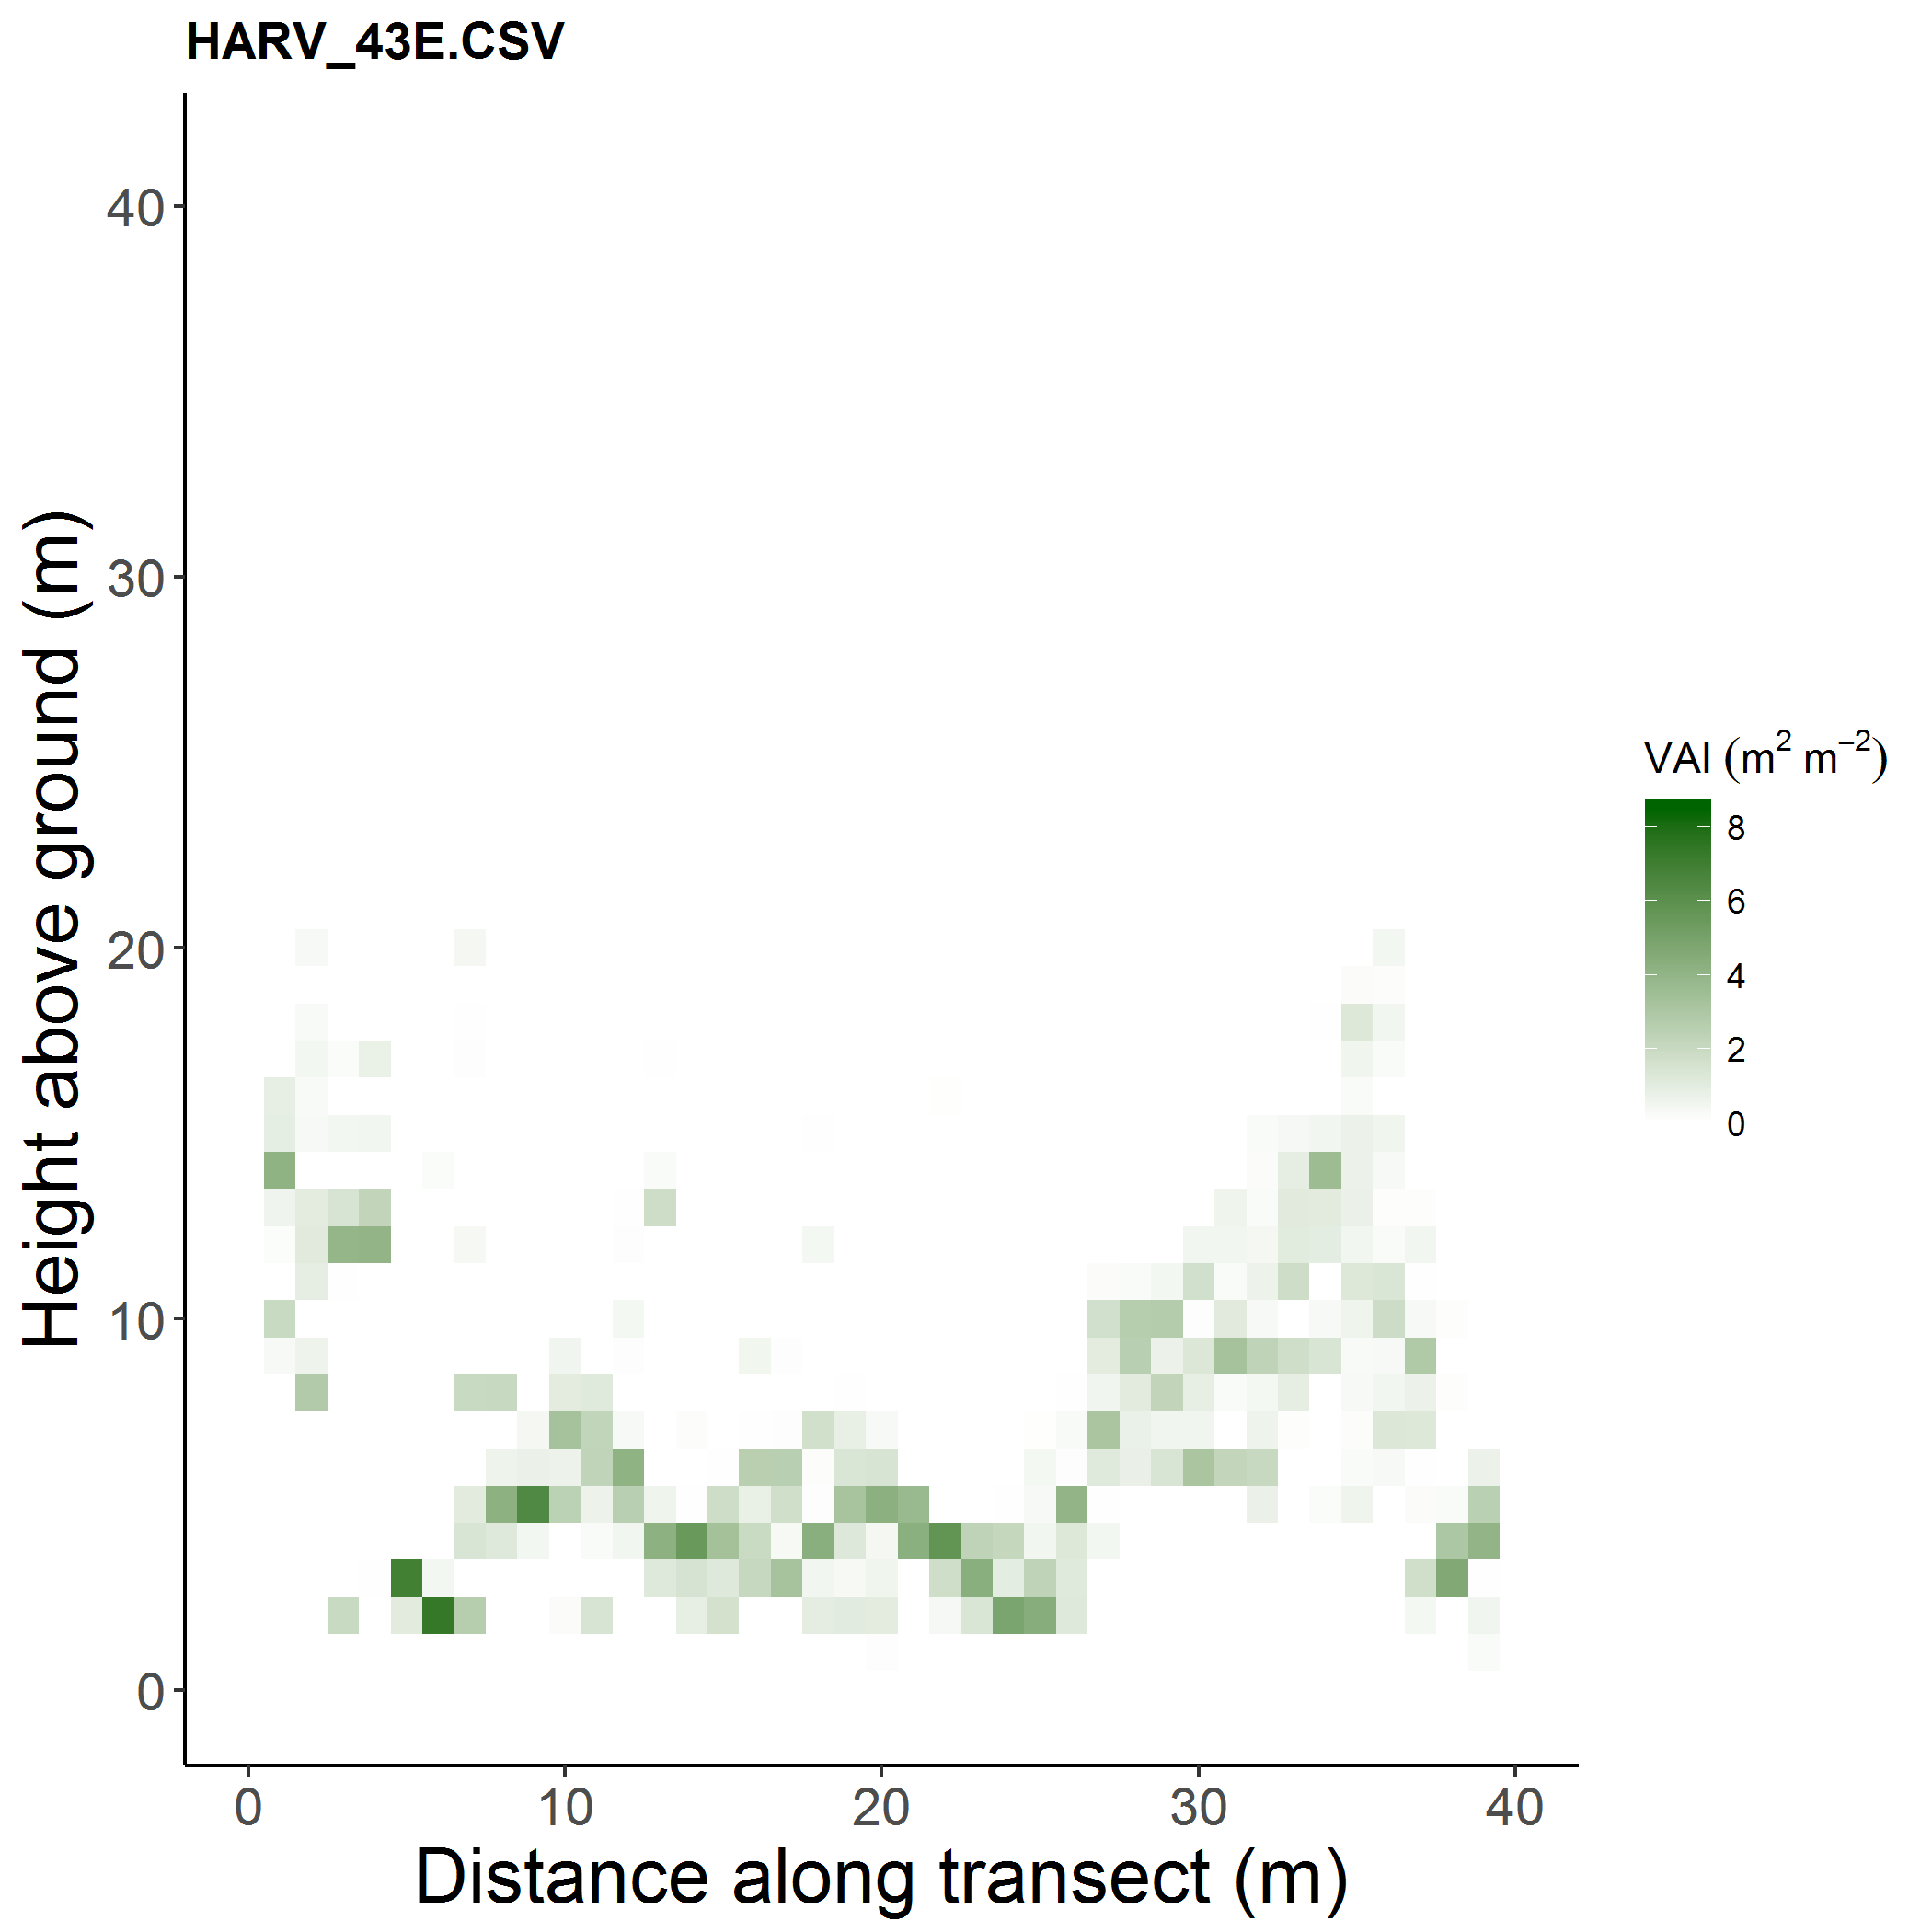 HARV_43E.CSV
Height above ground (m)
40
30
20
10
0
0 10 20 30 40
Distance along transect (m)
VAI (m² m⁻²)
8
6
4
2
0